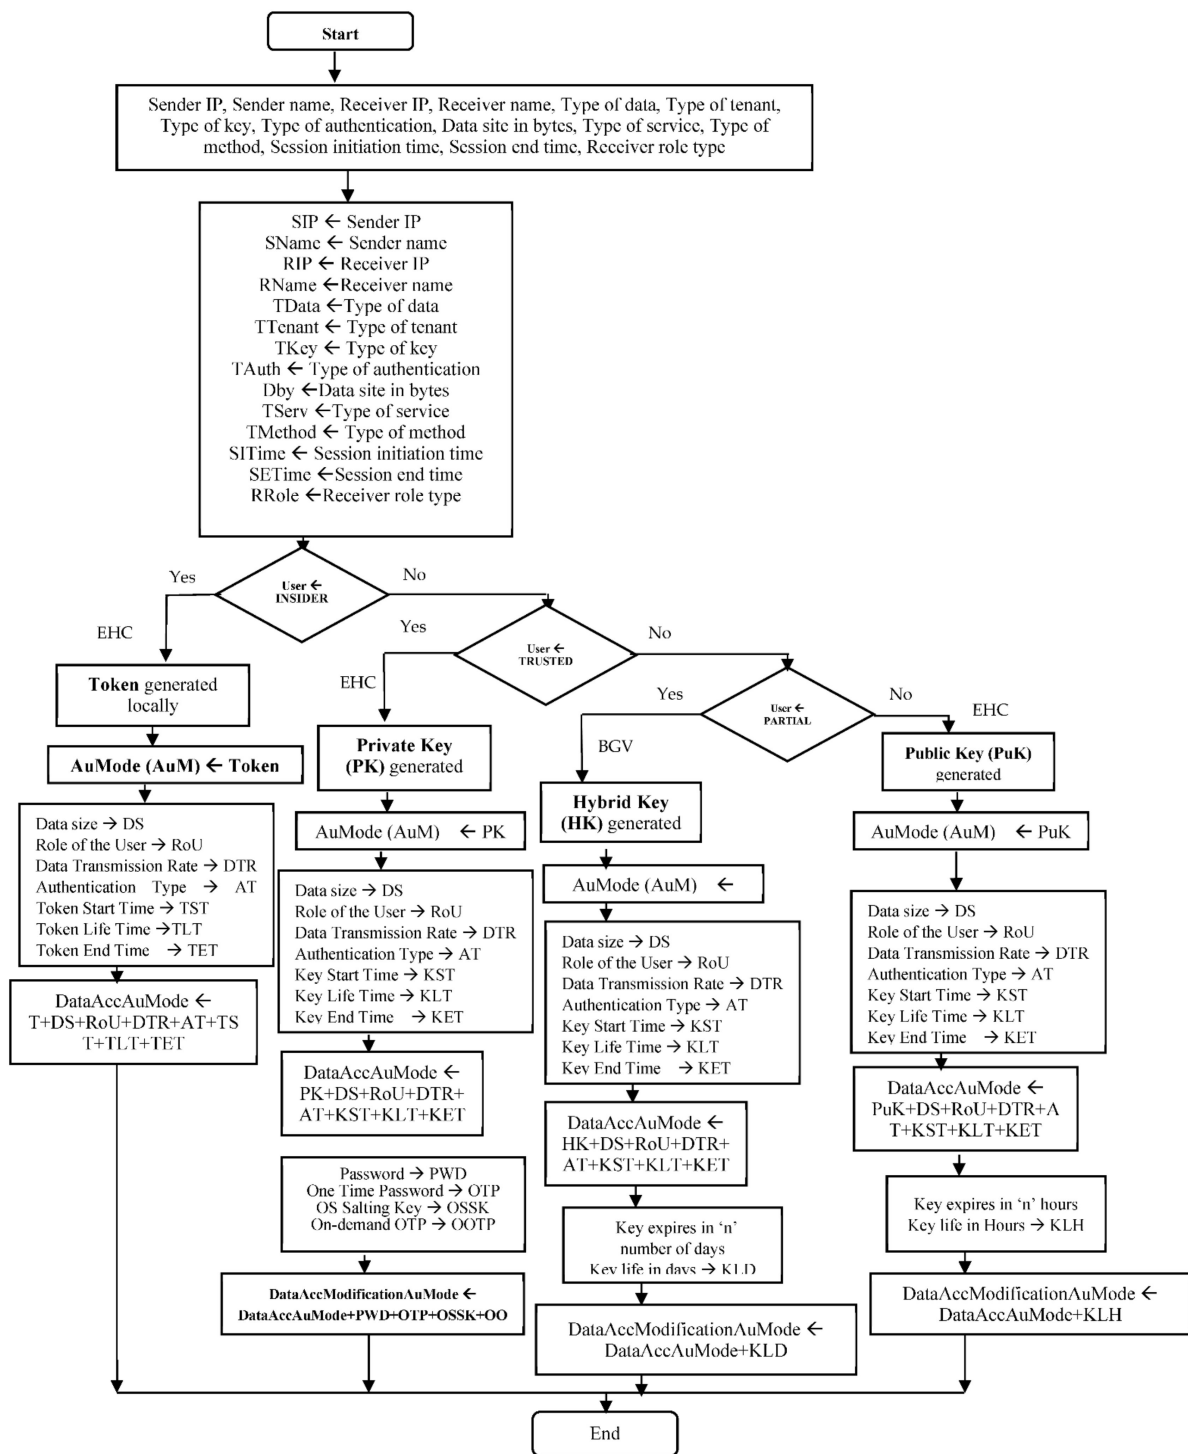 Start
Sender IP, Sender name, Receiver IP, Receiver name, Type of data, Type of tenant,
Type of key, Type of authentication, Data site in bytes, Type of service, Type of
method, Session initiation time, Session end time, Receiver role type
SIP ← Sender IP
SName ← Sender name
RIP ← Receiver IP
RName ←Receiver name
TData ←Type of data
TTenant ← Type of tenant
TKey ← Type of key
TAuth ← Type of authentication
Dby ←Data site in bytes
TServ ←Type of service
TMethod ← Type of method
SITime ← Session initiation time
SETime ←Session end time
RRole ←Receiver role type
User ←
INSIDER
Yes
No
EHC
Token generated
locally
AuMode (AuM) ← Token
Data size → DS
Role of the User → RoU
Data Transmission Rate → DTR
Authentication Type → AT
Token Start Time → TST
Token Life Time →TLT
Token End Time → TET
DataAccAuMode ←
T+DS+RoU+DTR+AT+TS
T+TLT+TET
User ←
TRUSTED
Yes
No
EHC
Private Key
(PK) generated
AuMode (AuM) ← PK
Data size → DS
Role of the User → RoU
Data Transmission Rate → DTR
Authentication Type → AT
Key Start Time → KST
Key Life Time → KLT
Key End Time → KET
DataAccAuMode ←
PK+DS+RoU+DTR+
AT+KST+KLT+KET
Password → PWD
One Time Password → OTP
OS Salting Key → OSSK
On-demand OTP → OOTP
DataAccModificationAuMode ←
DataAccAuMode+PWD+OTP+OSSK+OO
User ←
PARTIAL
Yes
No
BGV
Hybrid Key
(HK) generated
AuMode (AuM) ←
Data size → DS
Role of the User → RoU
Data Transmission Rate → DTR
Authentication Type → AT
Key Start Time → KST
Key Life Time → KLT
Key End Time → KET
DataAccAuMode ←
HK+DS+RoU+DTR+
AT+KST+KLT+KET
Key expires in ‘n’
number of days
Key life in days → KLD
DataAccModificationAuMode ←
DataAccAuMode+KLD
EHC
Public Key (PuK)
generated
AuMode (AuM) ← PuK
Data size → DS
Role of the User → RoU
Data Transmission Rate → DTR
Authentication Type → AT
Key Start Time → KST
Key Life Time → KLT
Key End Time → KET
DataAccAuMode ←
PuK+DS+RoU+DTR+A
T+KST+KLT+KET
Key expires in ‘n’ hours
Key life in Hours → KLH
DataAccModificationAuMode ←
DataAccAuMode+KLH
End